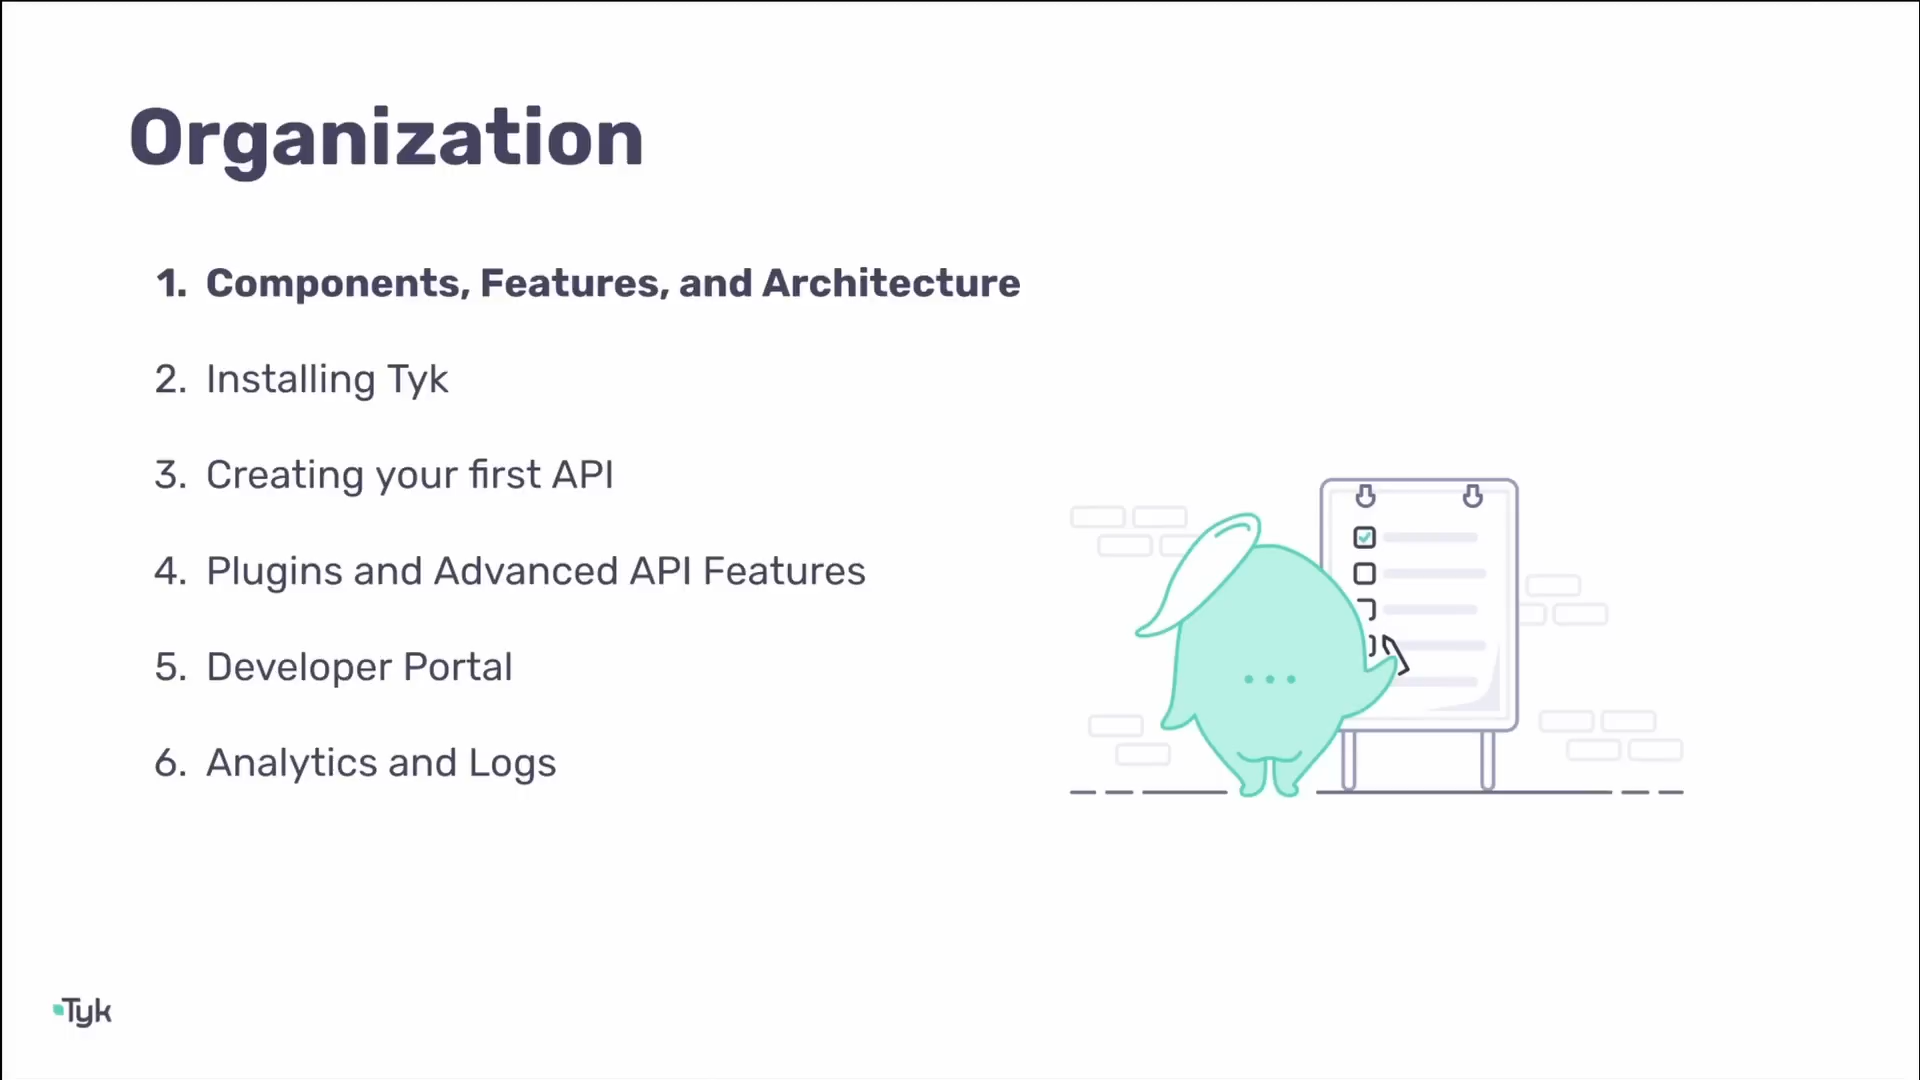 Organization
1. Components, Features, and Architecture
2. Installing Tyk
3. Creating your first API
4. Plugins and Advanced API Features
5. Developer Portal
6. Analytics and Logs
Tyk